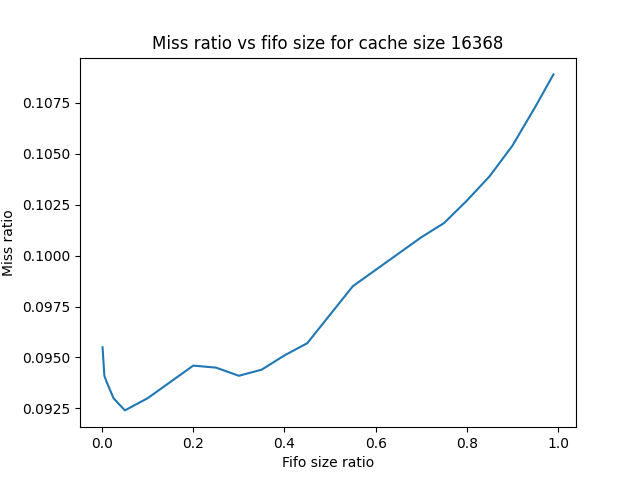 Miss ratio vs fifo size for cache size 16368
Miss ratio
0.1075
0.1050
0.1025
0.1000
0.0975
0.0950
0.0925
0.0 0.2 0.4 0.6 0.8 1.0
Fifo size ratio